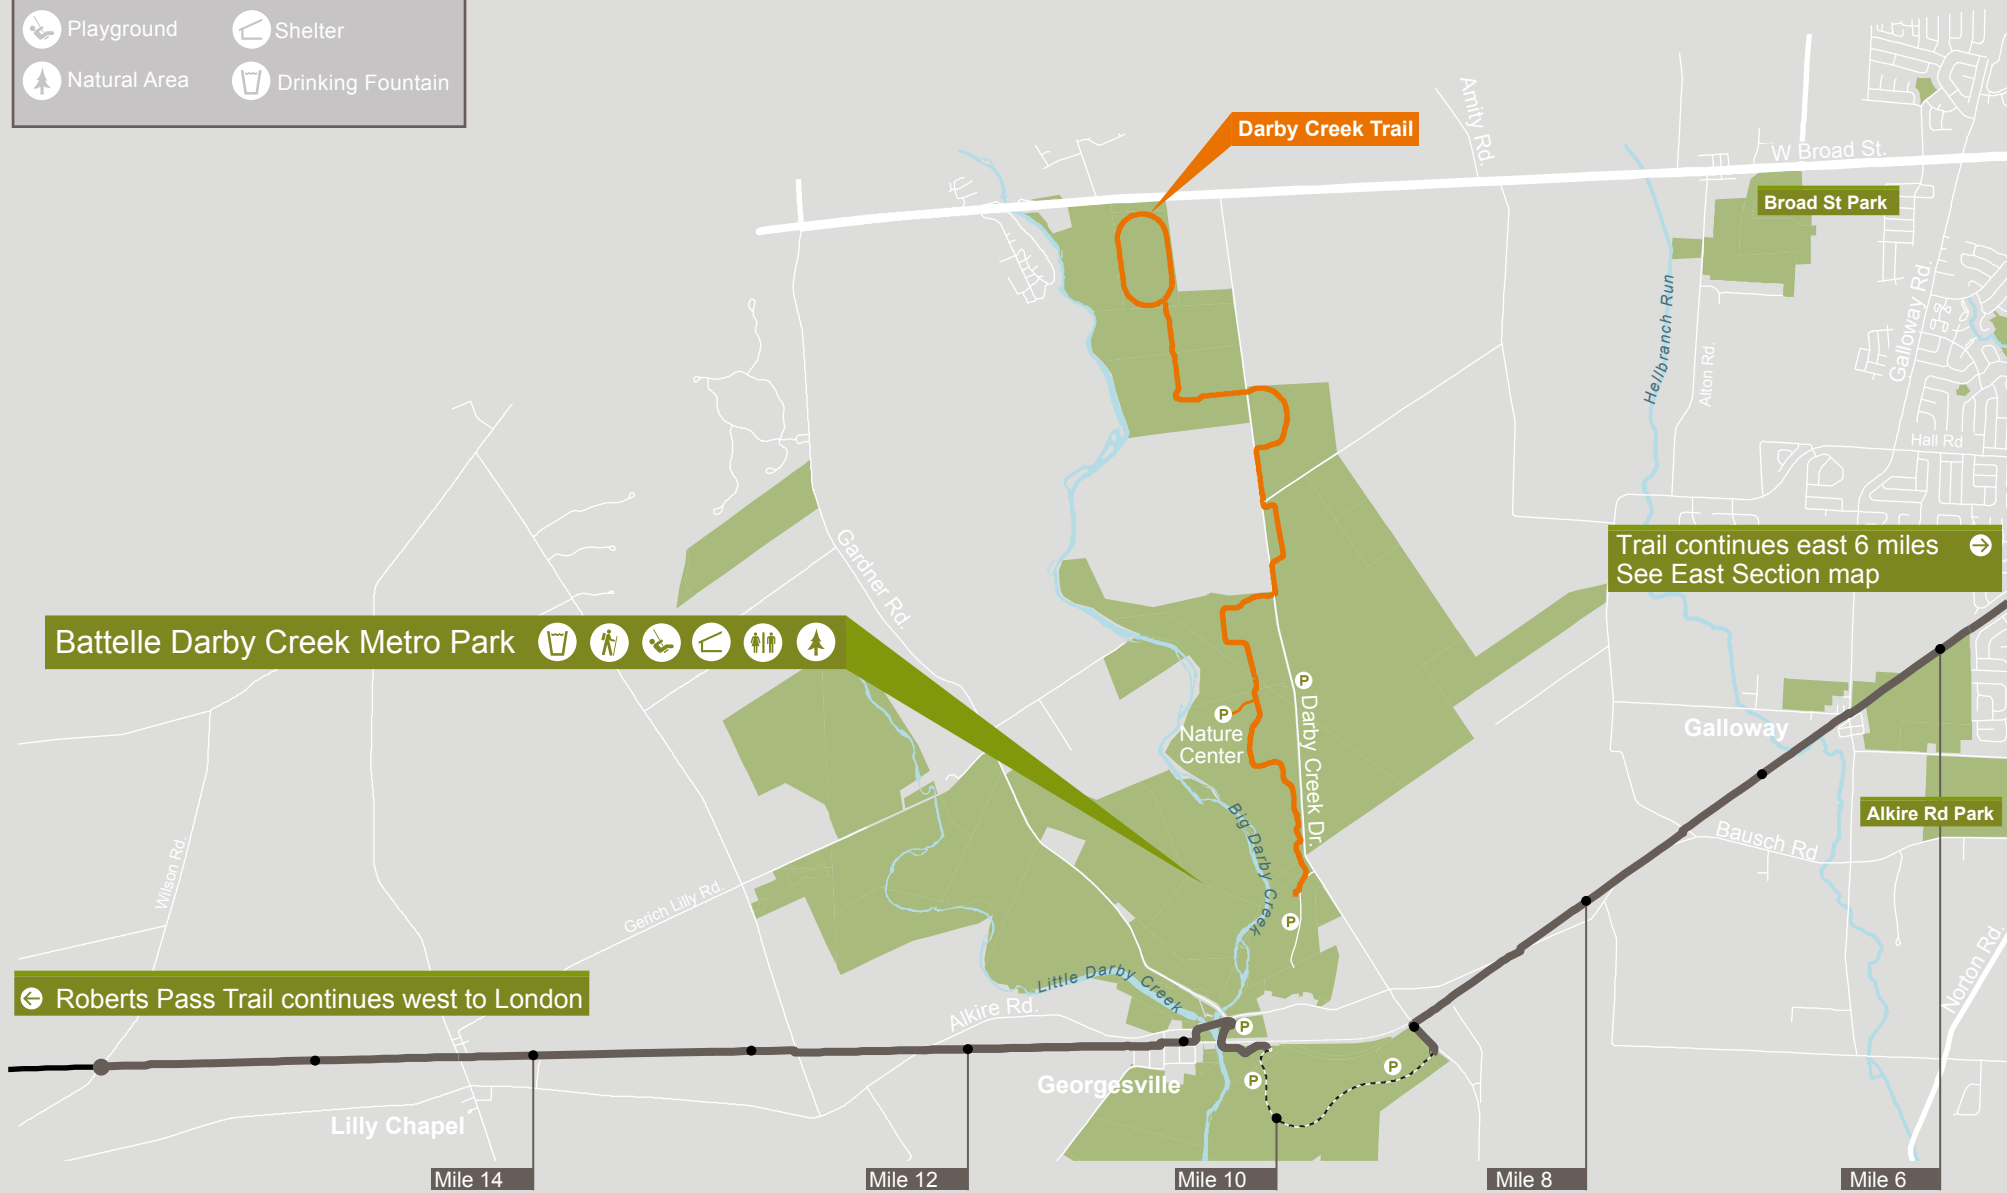 Playground
Shelter
Natural Area
Drinking Fountain
Darby Creek Trail
Amity Rd.
W Broad St.
Broad St Park
Galloway Rd.
Hellbranch Run
Alton Rd.
Hall Rd
Gardner Rd.
Trail continues east 6 miles
See East Section map
Battelle Darby Creek Metro Park
P
P
Nature
Center
Darby Creek Dr.
Galloway
Big Darby Creek
Alkire Rd Park
Bausch Rd
Wilson Rd.
Gerich Lilly Rd.
P
Norton Rd.
Roberts Pass Trail continues west to London
Little Darby Creek
Alkire Rd.
P
P
P
Georgesville
Lilly Chapel
Mile 14
Mile 12
Mile 10
Mile 8
Mile 6